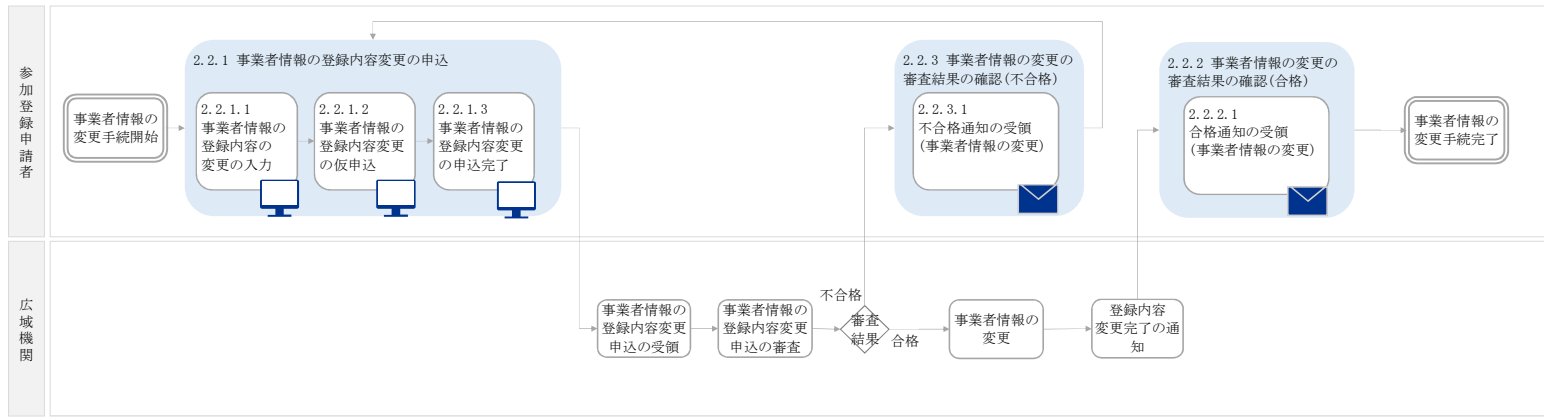 参加登録申請者
事業者情報の
変更手続開始
2.2.1 事業者情報の登録内容変更の申込
2.2.1.1
事業者情報の
登録内容の
変更の入力
2.2.1.2
事業者情報の
登録内容変更
の仮申込
2.2.1.3
事業者情報の
登録内容変更
の申込完了
2.2.3 事業者情報の変更の
審査結果の確認(不合格)
2.2.3.1
不合格通知の受領
(事業者情報の変更)
2.2.2 事業者情報の変更の
審査結果の確認(合格)
2.2.2.1
合格通知の受領
(事業者情報の変更)
事業者情報の
変更手続完了
広域機関
事業者情報の
登録内容変更
申込の受領
事業者情報の
登録内容変更
申込の審査
不合格
審査
結果
合格
事業者情報の
変更
登録内容
変更完了の通
知